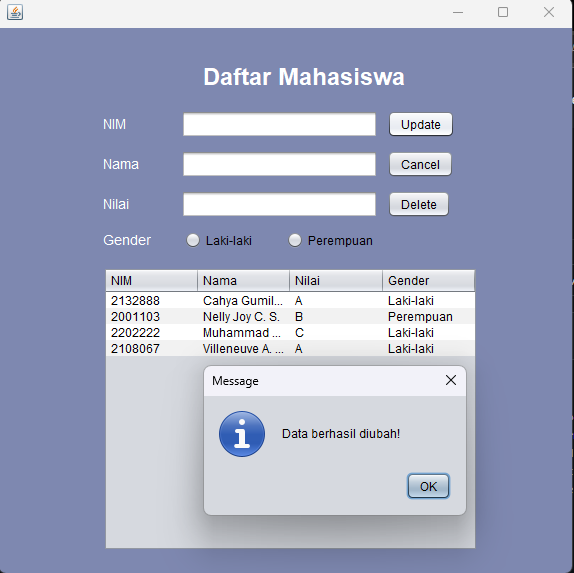 Daftar Mahasiswa
NIM
Update
Nama
Cancel
Nilai
Delete
Gender Laki-laki Perempuan
NIM Nama Nilai Gender
2132888 Cahya Gumil... A Laki-laki
2001103 Nelly Joy C. S. B Perempuan
2202222 Muhammad ... C Laki-laki
2108067 Villeneuve A. ... A Laki-laki
Message
Data berhasil diubah!
OK